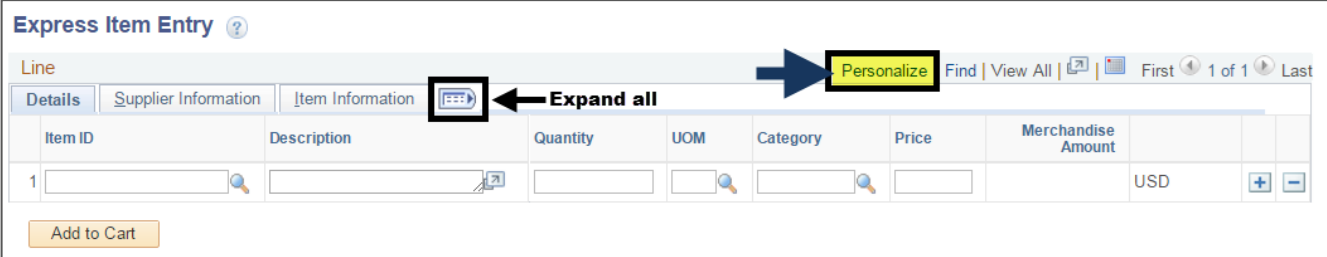 Express Item Entry ?
Line
Personalize Find | View All | | First 1 of 1 Last
Details Supplier Information Item Information Expand all
Item ID Description Quantity UOM Category Price Merchandise Amount
1 USD + -
Add to Cart